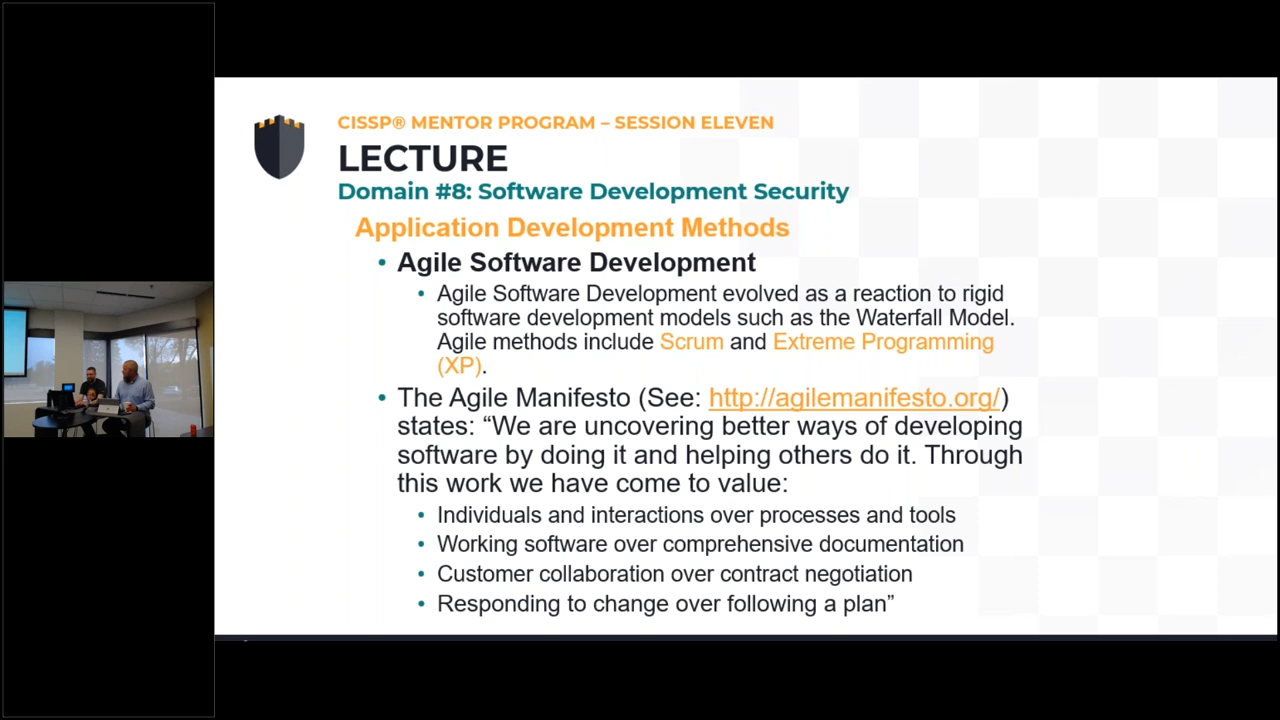 CISSP® MENTOR PROGRAM – SESSION ELEVEN
LECTURE
Domain #8: Software Development Security
Application Development Methods
• Agile Software Development
• Agile Software Development evolved as a reaction to rigid
software development models such as the Waterfall Model.
Agile methods include Scrum and Extreme Programming
(XP).
• The Agile Manifesto (See: http://agilemanifesto.org/)
states: “We are uncovering better ways of developing
software by doing it and helping others do it. Through
this work we have come to value:
• Individuals and interactions over processes and tools
• Working software over comprehensive documentation
• Customer collaboration over contract negotiation
• Responding to change over following a plan”